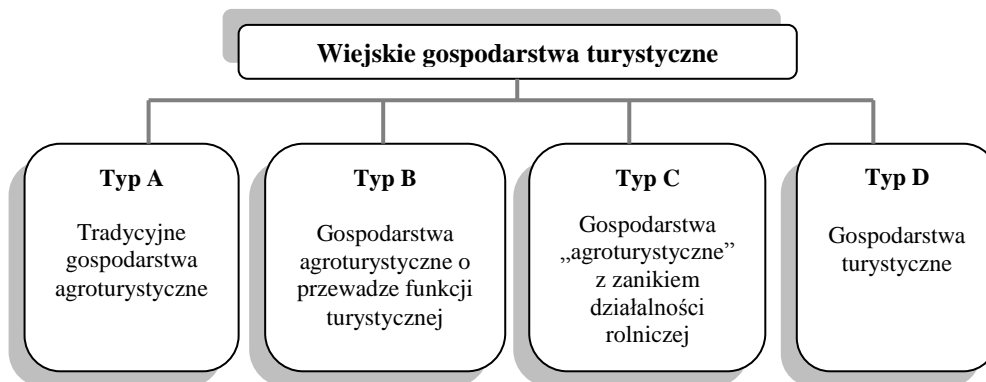 Wiejskie gospodarstwa turystyczne
Typ A
Tradycyjne
gospodarstwa
agroturystyczne
Typ B
Gospodarstwa
agroturystyczne o
przewadze funkcji
turystycznej
Typ C
Gospodarstwa
„agroturystyczne”
z zanikiem
działalności
rolniczej
Typ D
Gospodarstwa
turystyczne